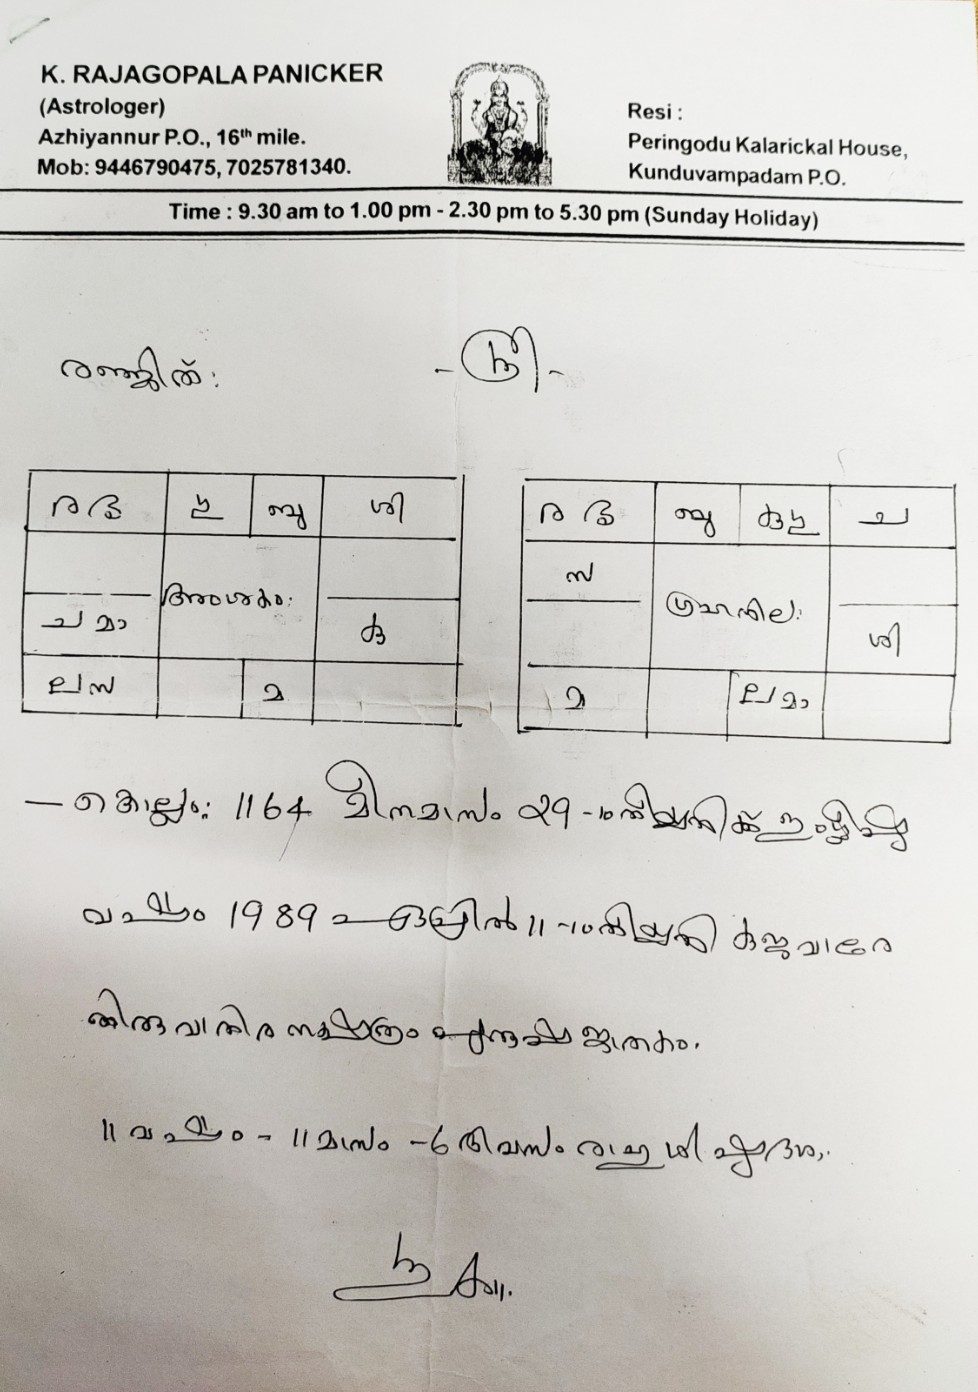 K. RAJAGOPALA PANICKER
(Astrologer)
Azhiyannur P.O., 16th mile.
Mob: 9446790475, 7025781340.
Resi :
Peringodu Kalarickal House,
Kunduvampadam P.O.
Time : 9.30 am to 1.00 pm - 2.30 pm to 5.30 pm (Sunday Holiday)
രഞ്ജിത് : - ശ്രീ -
ര ബു ശി
അംശകം:
ച മാ കു
ല സ മ
ര ബു കു ച
സ
ഗ്രഹനില:
ശി
മ ല മാ
— കൊല്ലം: 1164 മീനമാസം 29 -ാം തിയ്യതിക്ക് ഇംഗ്ലീഷു
വർഷം 1989 ഏപ്രിൽ 11 -ാം തിയ്യതി കുജവാരേ
തിരുവാതിര നക്ഷത്രം പുരുഷ ജാതകം.
11 വർഷം - 11 മാസം - 6 ദിവസം രാഹു ശിഷ്ടദശ.